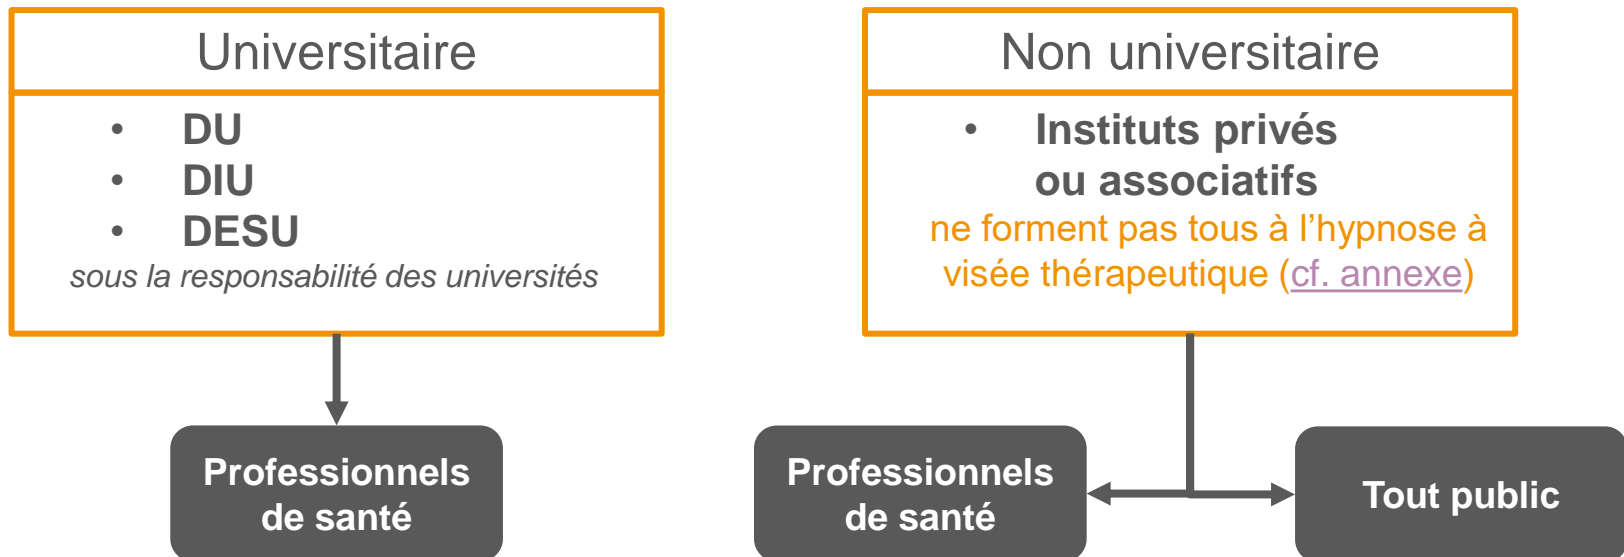 Universitaire
• DU
• DIU
• DESU
sous la responsabilité des universités
Professionnels
de santé
Non universitaire
• Instituts privés
ou associatifs
ne forment pas tous à l’hypnose à
visée thérapeutique (cf. annexe)
Professionnels
de santé
Tout public